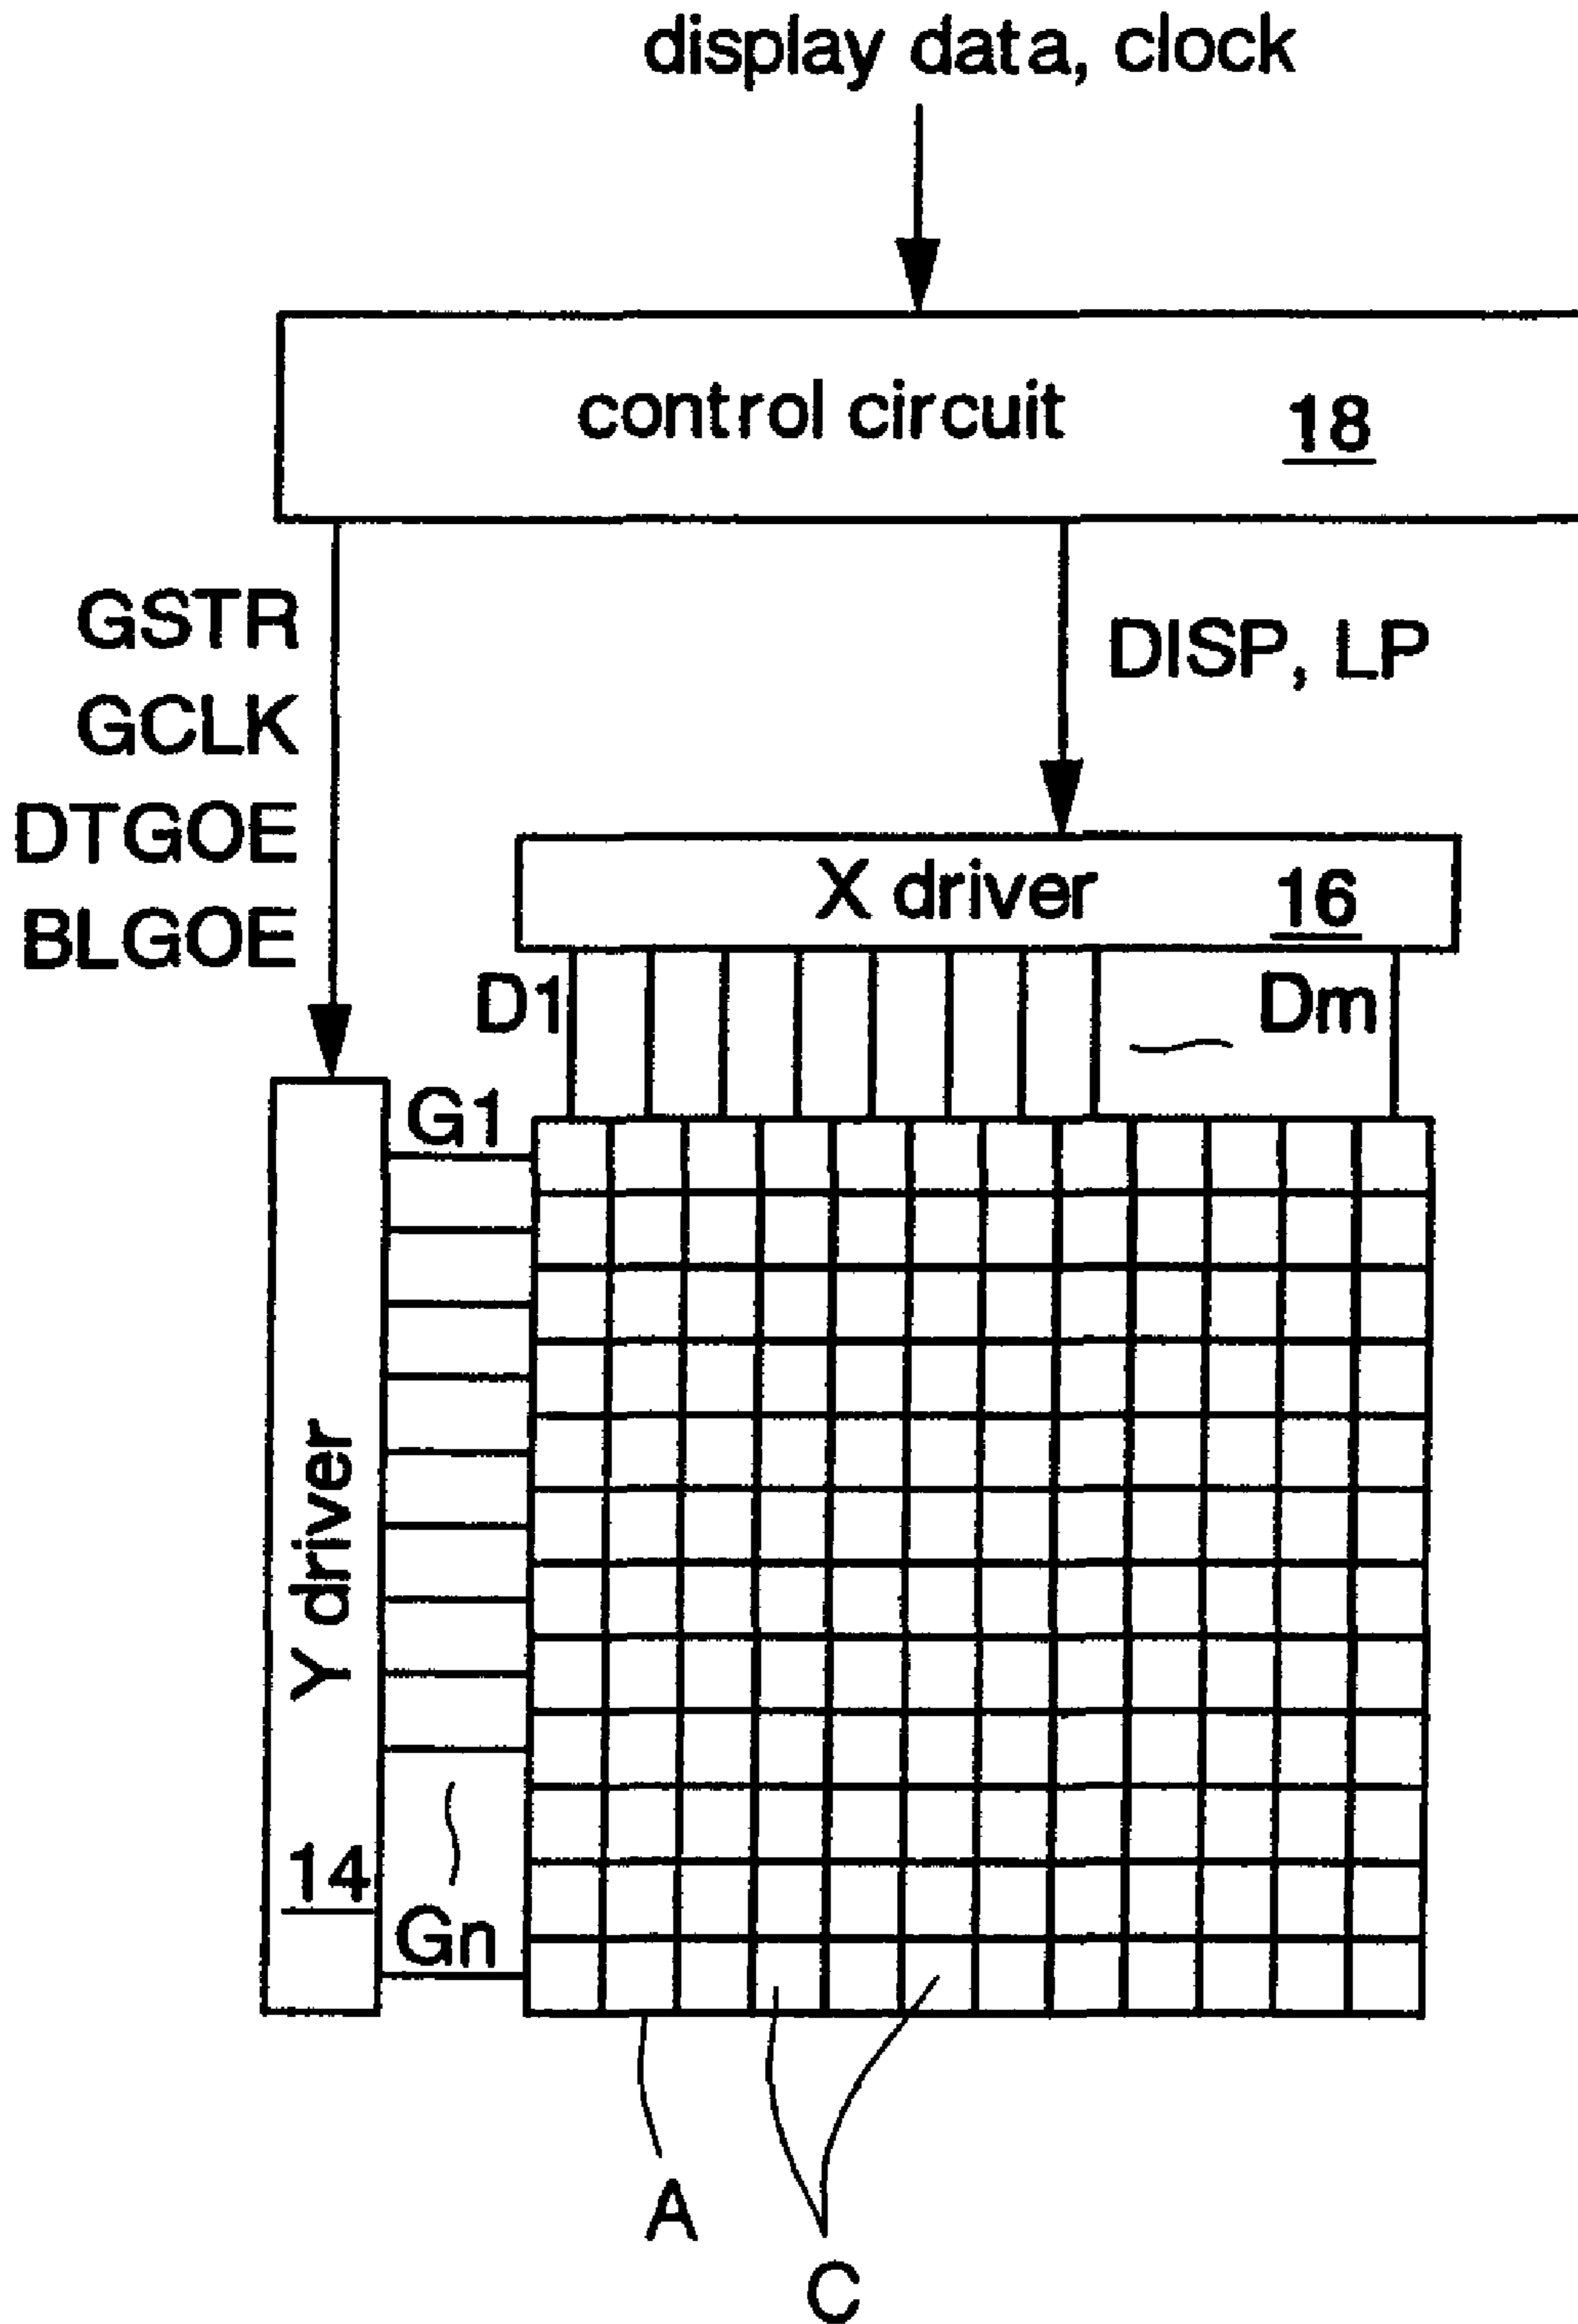 display data, clock
control circuit 18
GSTR
GCLK
DTGOE
BLGOE
DISP, LP
X driver 16
D1
Dm
G1
Y driver
14
Gn
A
C